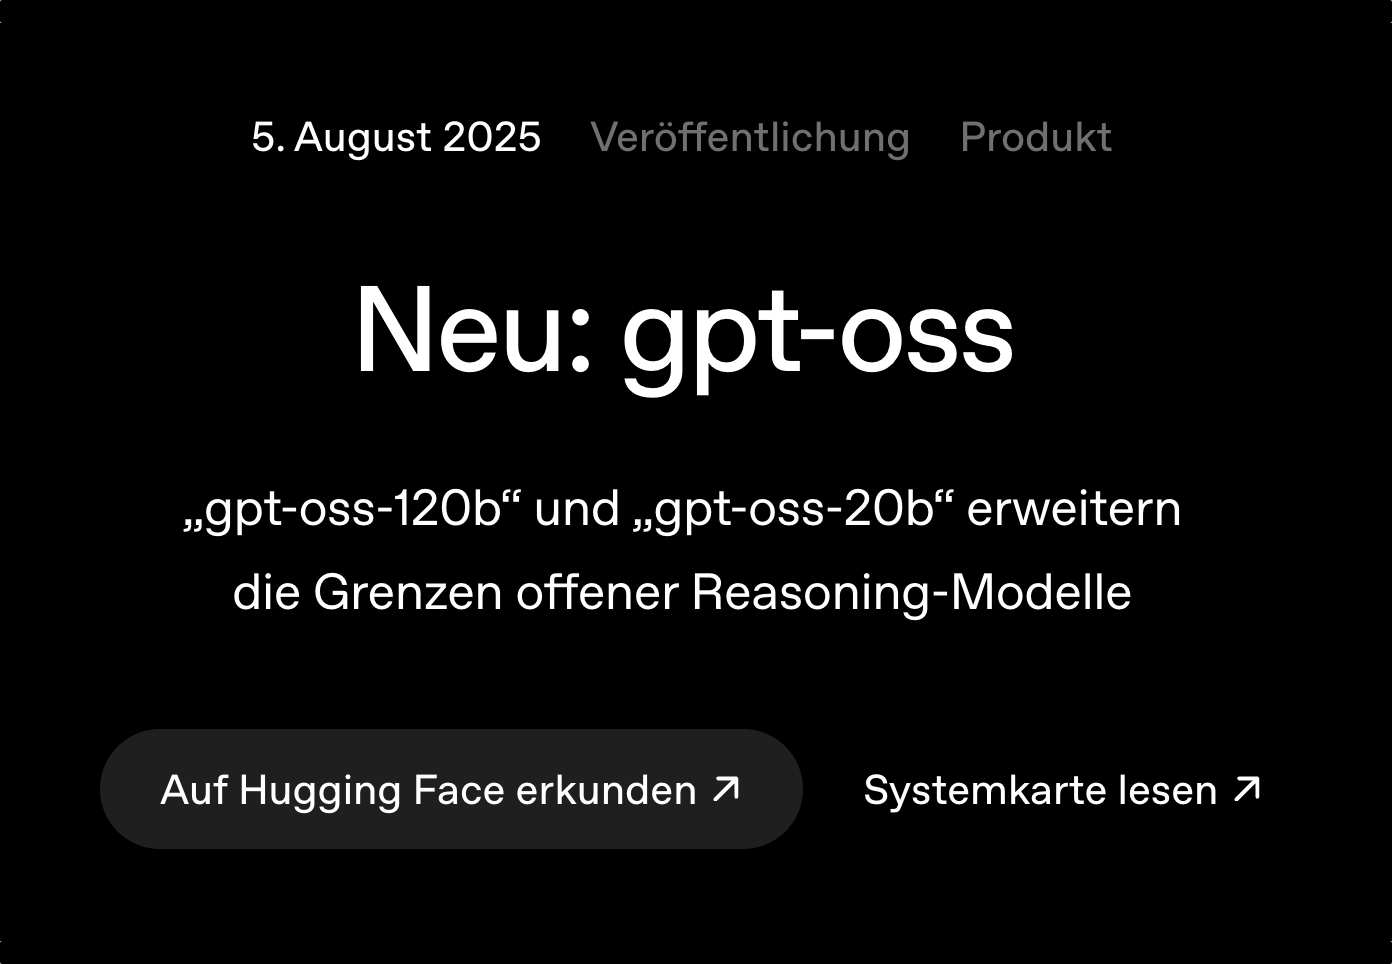 5. August 2025 Veröffentlichung Produkt
Neu: gpt-oss
„gpt-oss-120b“ und „gpt-oss-20b“ erweitern
die Grenzen offener Reasoning-Modelle
Auf Hugging Face erkunden ↗ Systemkarte lesen ↗